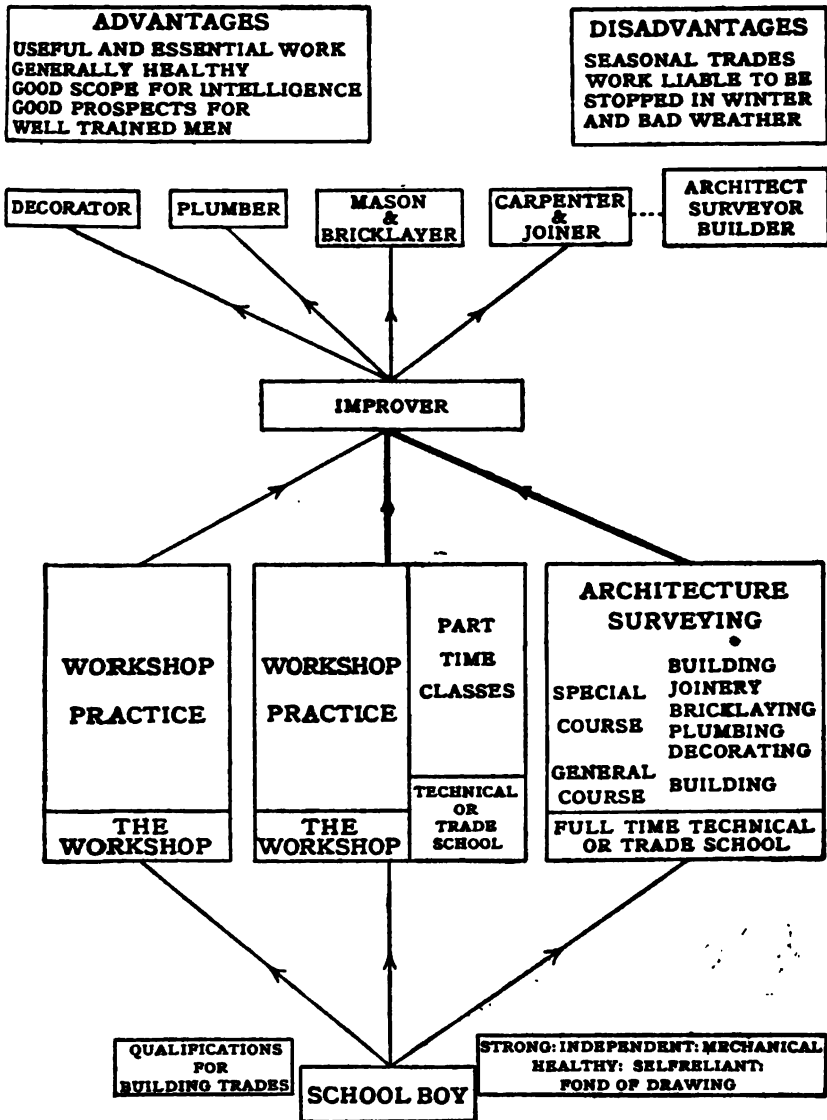 ADVANTAGES
USEFUL AND ESSENTIAL WORK
GENERALLY HEALTHY
GOOD SCOPE FOR INTELLIGENCE
GOOD PROSPECTS FOR
WELL TRAINED MEN
DISADVANTAGES
SEASONAL TRADES
WORK LIABLE TO BE
STOPPED IN WINTER
AND BAD WEATHER
DECORATOR
PLUMBER
MASON
&
BRICKLAYER
CARPENTER
&
JOINER
ARCHITECT
SURVEYOR
BUILDER
IMPROVER
WORKSHOP
PRACTICE
THE
WORKSHOP
WORKSHOP
PRACTICE
THE
WORKSHOP
PART
TIME
CLASSES
TECHNICAL
OR
TRADE
SCHOOL
ARCHITECTURE
SURVEYING
SPECIAL
COURSE
BUILDING
JOINERY
BRICKLAYING
PLUMBING
DECORATING
GENERAL
COURSE
BUILDING
FULL TIME TECHNICAL
OR TRADE SCHOOL
QUALIFICATIONS
FOR
BUILDING TRADES
SCHOOL BOY
STRONG: INDEPENDENT: MECHANICAL
HEALTHY: SELFRELIANT:
FOND OF DRAWING